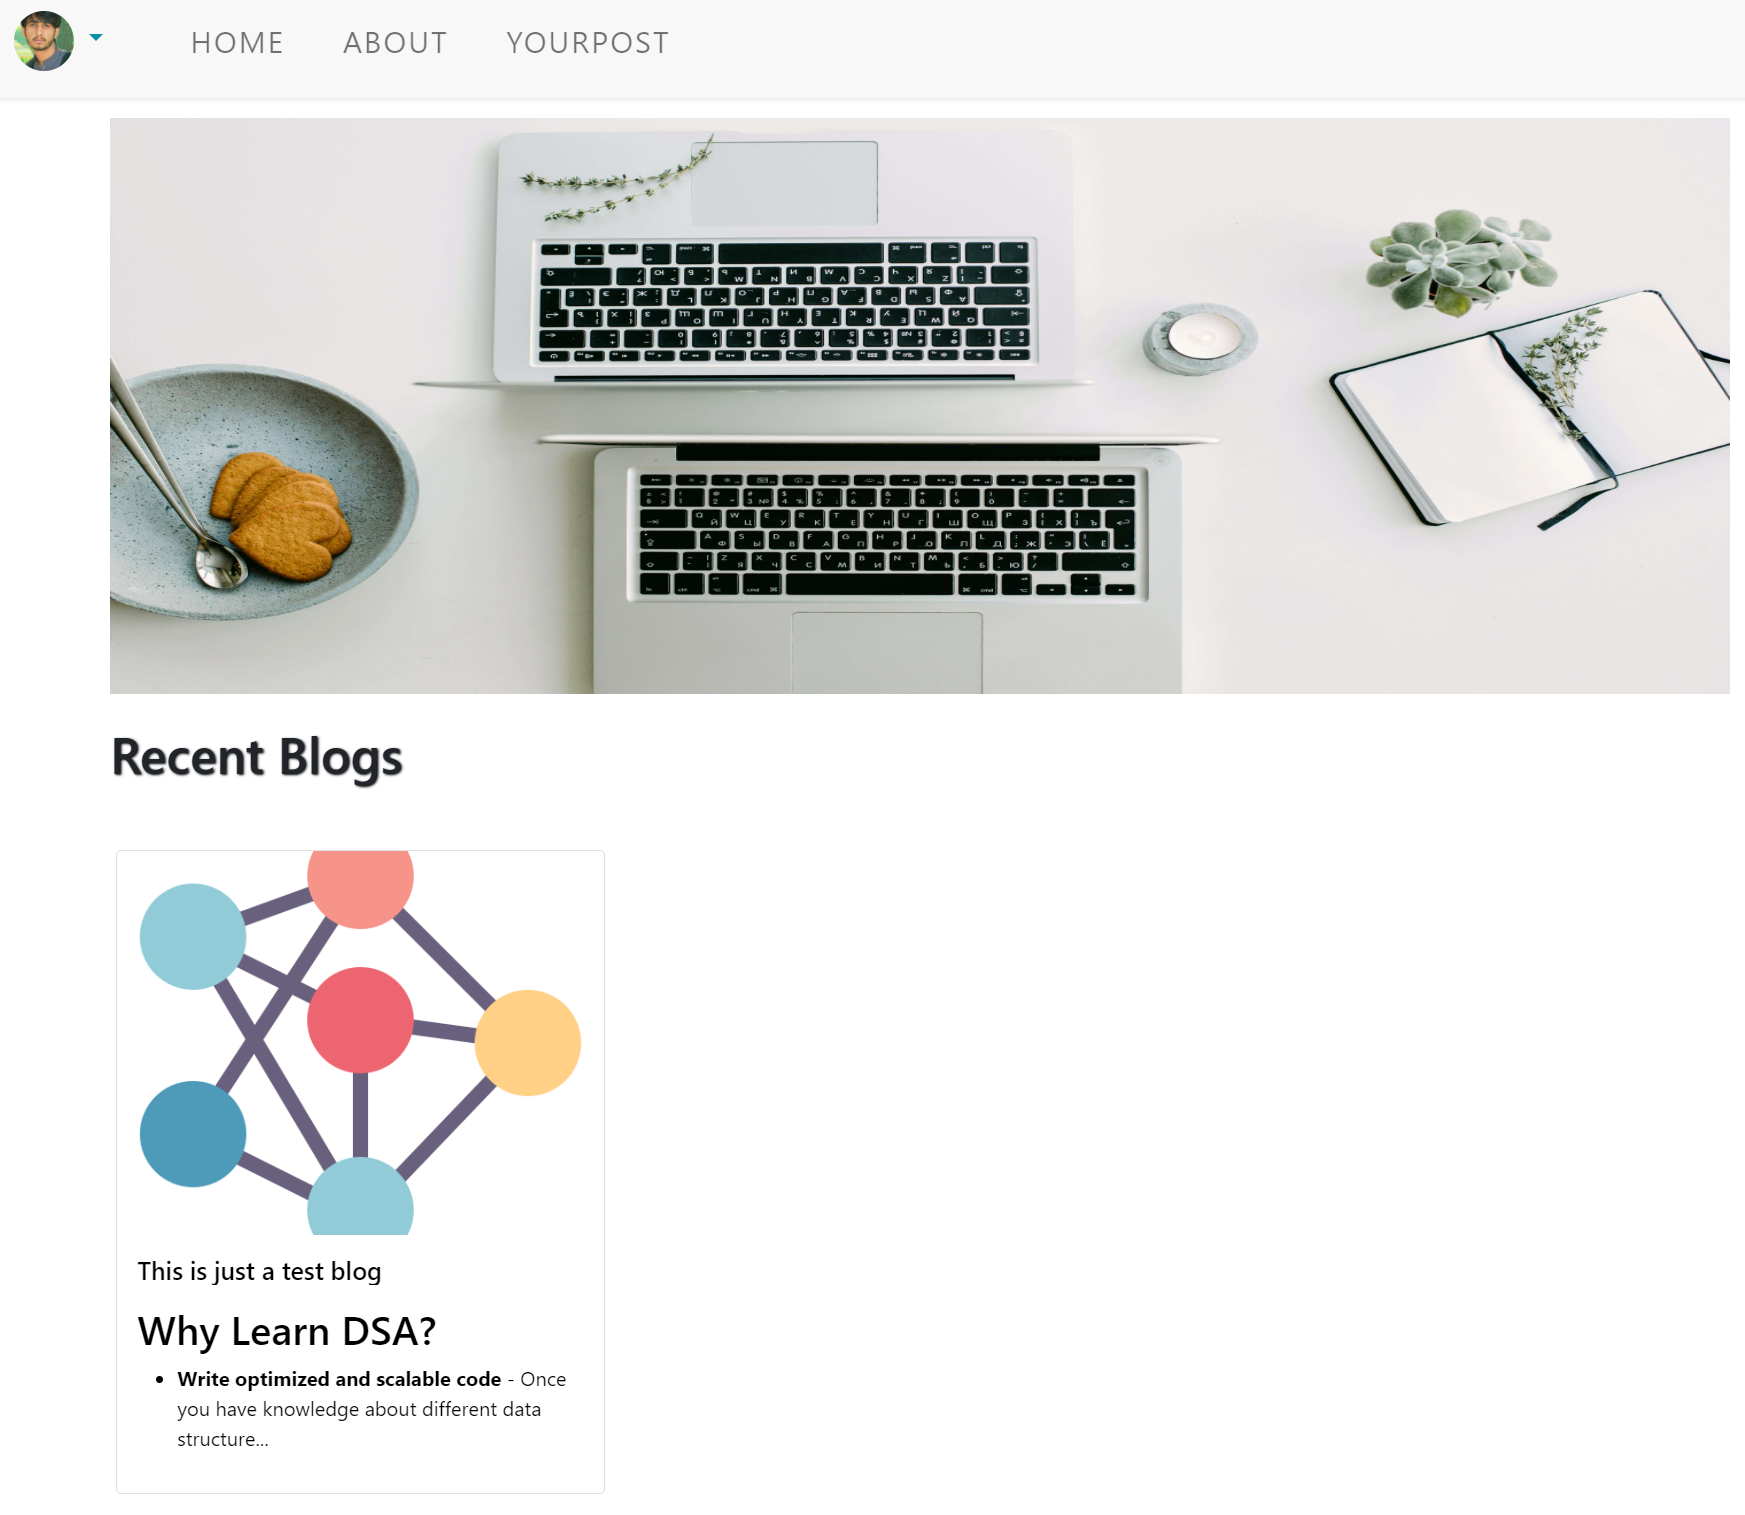 HOME ABOUT YOURPOST
Recent Blogs
This is just a test blog
Why Learn DSA?
• Write optimized and scalable code - Once
you have knowledge about different data
structure...